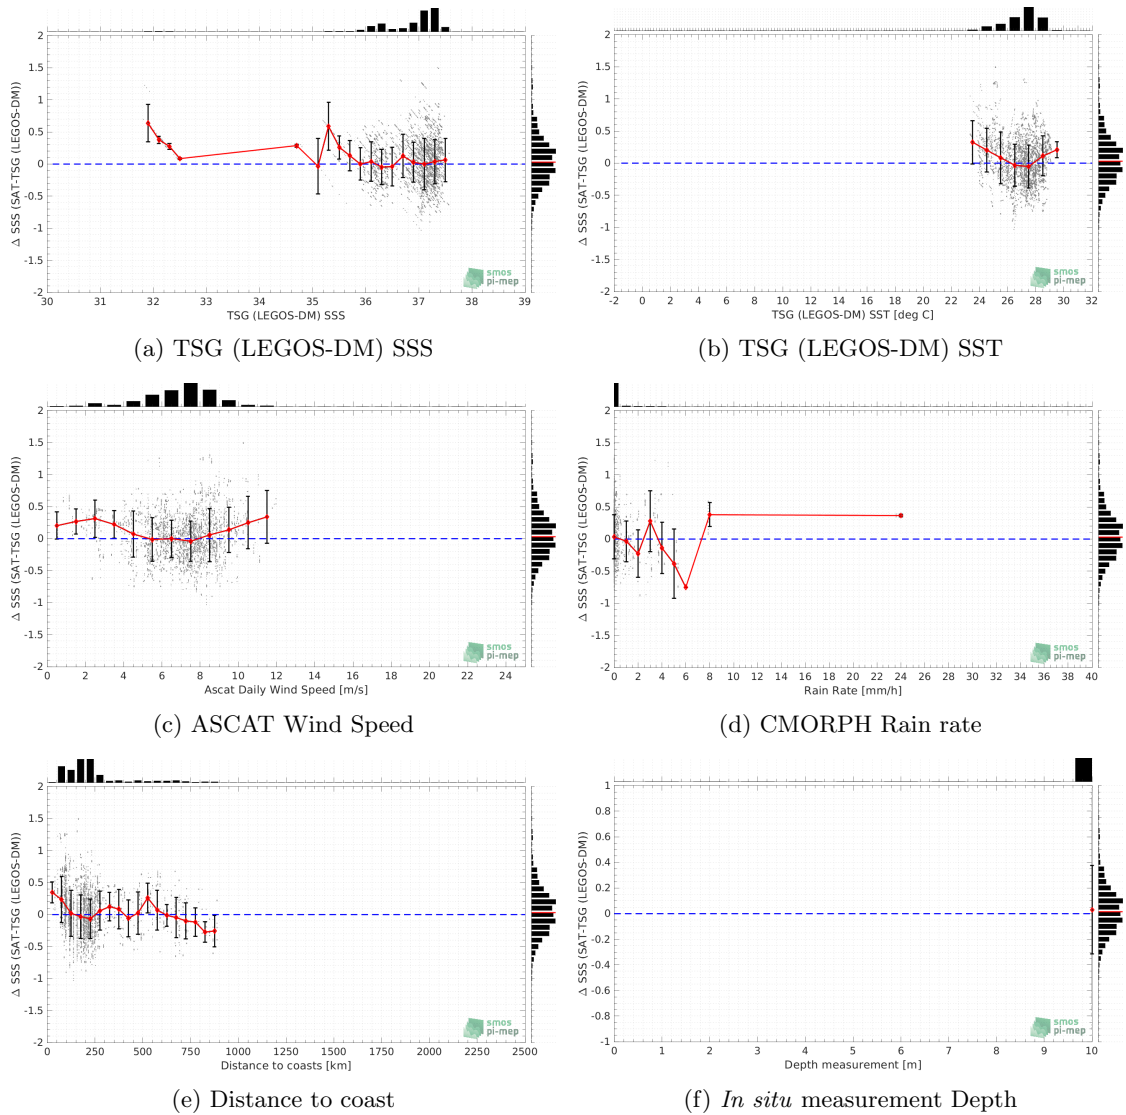 2
1.5
1
0.5
0
-0.5
-1
-1.5
-2
Δ SSS (SAT-TSG (LEGOS-DM))
30 31 32 33 34 35 36 37 38 39
TSG (LEGOS-DM) SSS
smos
pi-mep
(a) TSG (LEGOS-DM) SSS
2
1.5
1
0.5
0
-0.5
-1
-1.5
-2
Δ SSS (SAT-TSG (LEGOS-DM))
-2 0 2 4 6 8 10 12 14 16 18 20 22 24 26 28 30 32
TSG (LEGOS-DM) SST [deg C]
smos
pi-mep
(b) TSG (LEGOS-DM) SST
2
1.5
1
0.5
0
-0.5
-1
-1.5
-2
Δ SSS (SAT-TSG (LEGOS-DM))
0 2 4 6 8 10 12 14 16 18 20 22 24
Ascat Daily Wind Speed [m/s]
smos
pi-mep
(c) ASCAT Wind Speed
2
1.5
1
0.5
0
-0.5
-1
-1.5
-2
Δ SSS (SAT-TSG (LEGOS-DM))
0 2 4 6 8 10 12 14 16 18 20 22 24 26 28 30 32 34 36 38 40
Rain Rate [mm/h]
smos
pi-mep
(d) CMORPH Rain rate
2
1.5
1
0.5
0
-0.5
-1
-1.5
-2
Δ SSS (SAT-TSG (LEGOS-DM))
0 250 500 750 1000 1250 1500 1750 2000 2250 2500
Distance to coasts [km]
smos
pi-mep
(e) Distance to coast
1
0.8
0.6
0.4
0.2
0
-0.2
-0.4
-0.6
-0.8
-1
Δ SSS (SAT-TSG (LEGOS-DM))
0 1 2 3 4 5 6 7 8 9 10
Depth measurement [m]
smos
pi-mep
(f) In situ measurement Depth